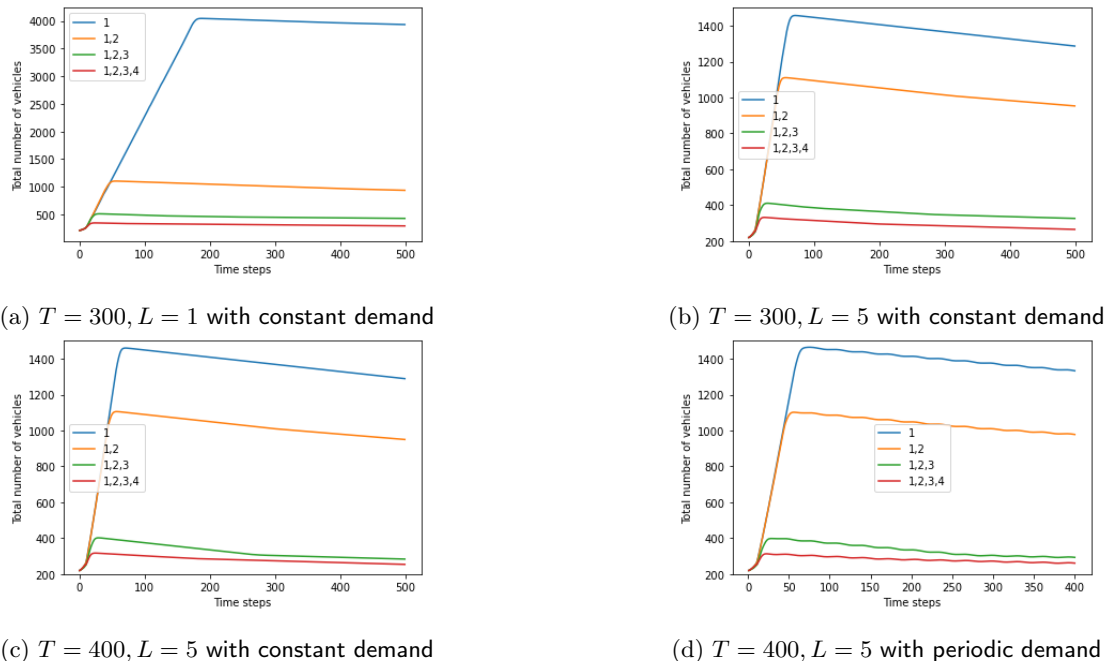 4000
3500
3000
2500
2000
1500
1000
500
Total number of vehicles
1
1,2
1,2,3
1,2,3,4
0 100 200 300 400 500
Time steps
(a) T = 300, L = 1 with constant demand
1400
1200
1000
800
600
400
200
Total number of vehicles
1
1,2
1,2,3
1,2,3,4
0 100 200 300 400 500
Time steps
(b) T = 300, L = 5 with constant demand
1400
1200
1000
800
600
400
200
Total number of vehicles
1
1,2
1,2,3
1,2,3,4
0 100 200 300 400 500
Time steps
(c) T = 400, L = 5 with constant demand
1400
1200
1000
800
600
400
200
Total number of vehicles
1
1,2
1,2,3
1,2,3,4
0 50 100 150 200 250 300 350 400
Time steps
(d) T = 400, L = 5 with periodic demand